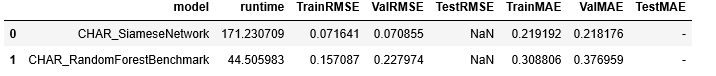 model runtime TrainRMSE ValRMSE TestRMSE TrainMAE ValMAE TestMAE
0 CHAR_SiameseNetwork 171.230709 0.071641 0.070855 NaN 0.219192 0.218176 -
1 CHAR_RandomForestBenchmark 44.505983 0.157087 0.227974 NaN 0.308806 0.376959 -